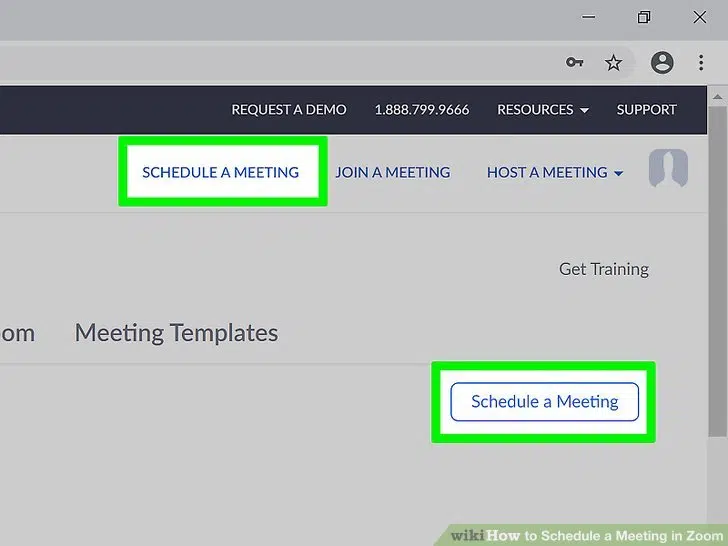 REQUEST A DEMO 1.888.799.9666 RESOURCES SUPPORT
SCHEDULE A MEETING JOIN A MEETING HOST A MEETING
Get Training
oom Meeting Templates
Schedule a Meeting
wikiHow to Schedule a Meeting in Zoom